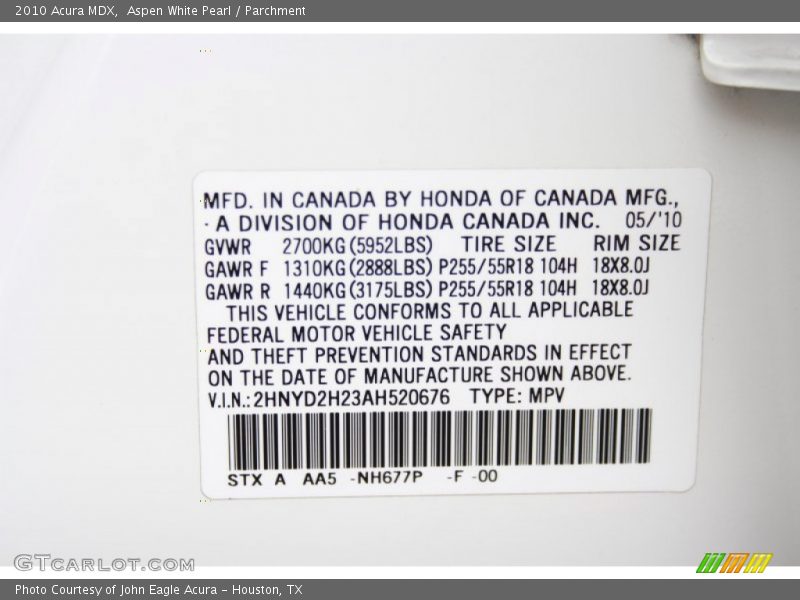 2010 Acura MDX,  Aspen White Pearl / Parchment
MFD. IN CANADA BY HONDA OF CANADA MFG.,
A DIVISION OF HONDA CANADA INC.  05/'10
GVWR  2700KG (5952LBS)  TIRE SIZE  RIM SIZE
GAWR F  1310KG (2888LBS) P255/55R18 104H  18X8.0J
GAWR R  1440KG (3175LBS) P255/55R18 104H  18X8.0J
THIS VEHICLE CONFORMS TO ALL APPLICABLE
FEDERAL MOTOR VEHICLE SAFETY
AND THEFT PREVENTION STANDARDS IN EFFECT
ON THE DATE OF MANUFACTURE SHOWN ABOVE.
V.I.N.: 2HNYD2H23AH520676  TYPE: MPV
STX A  AA5  -NH677P  -F -00
GTCARLOT.COM
Photo Courtesy of John Eagle Acura – Houston, TX